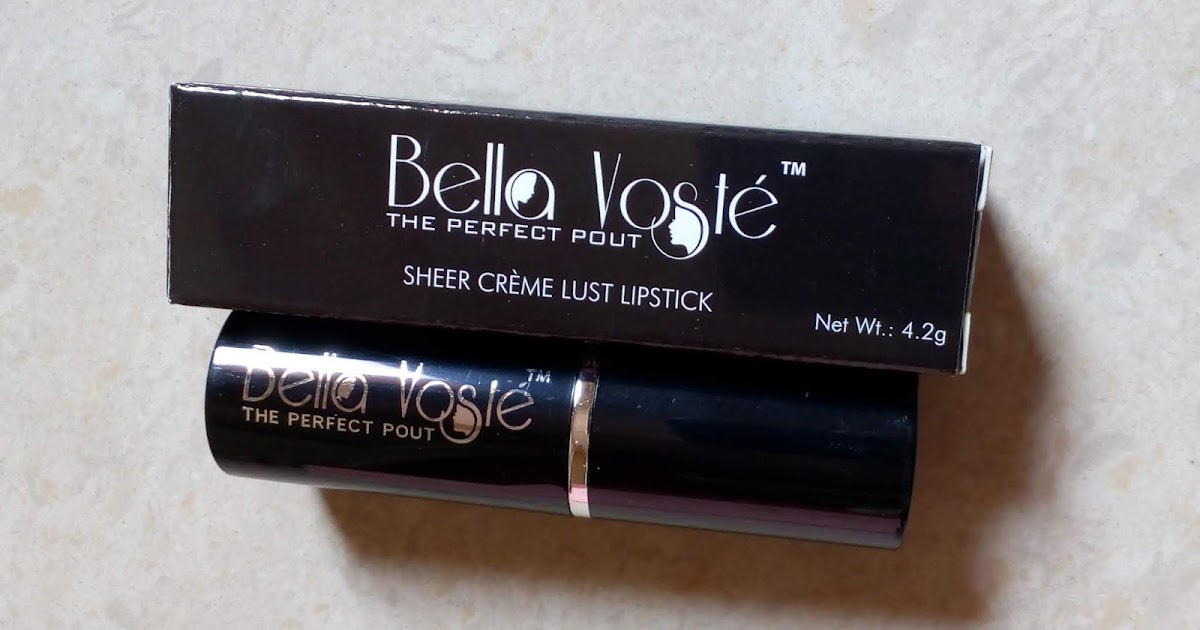 Bella Vosté™
THE PERFECT POUT
SHEER CRÈME LUST LIPSTICK
Net Wt.: 4.2g
Bella Vosté™
THE PERFECT POUT